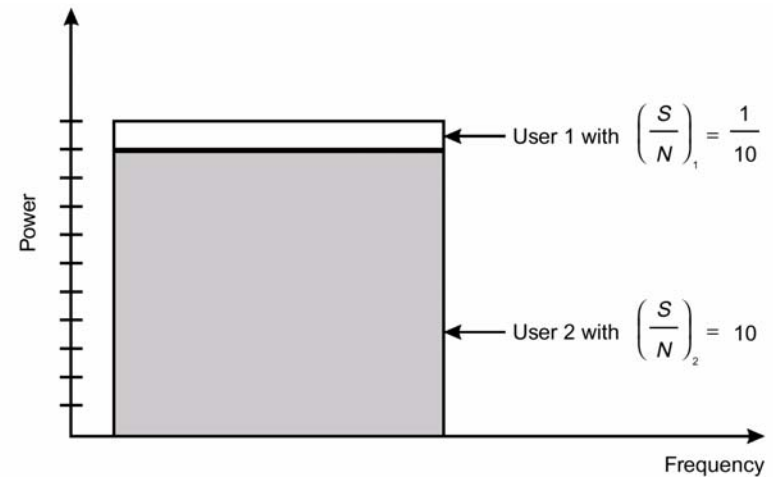 Power
User 1 with (S/N)₁ = 1/10
User 2 with (S/N)₂ = 10
Frequency